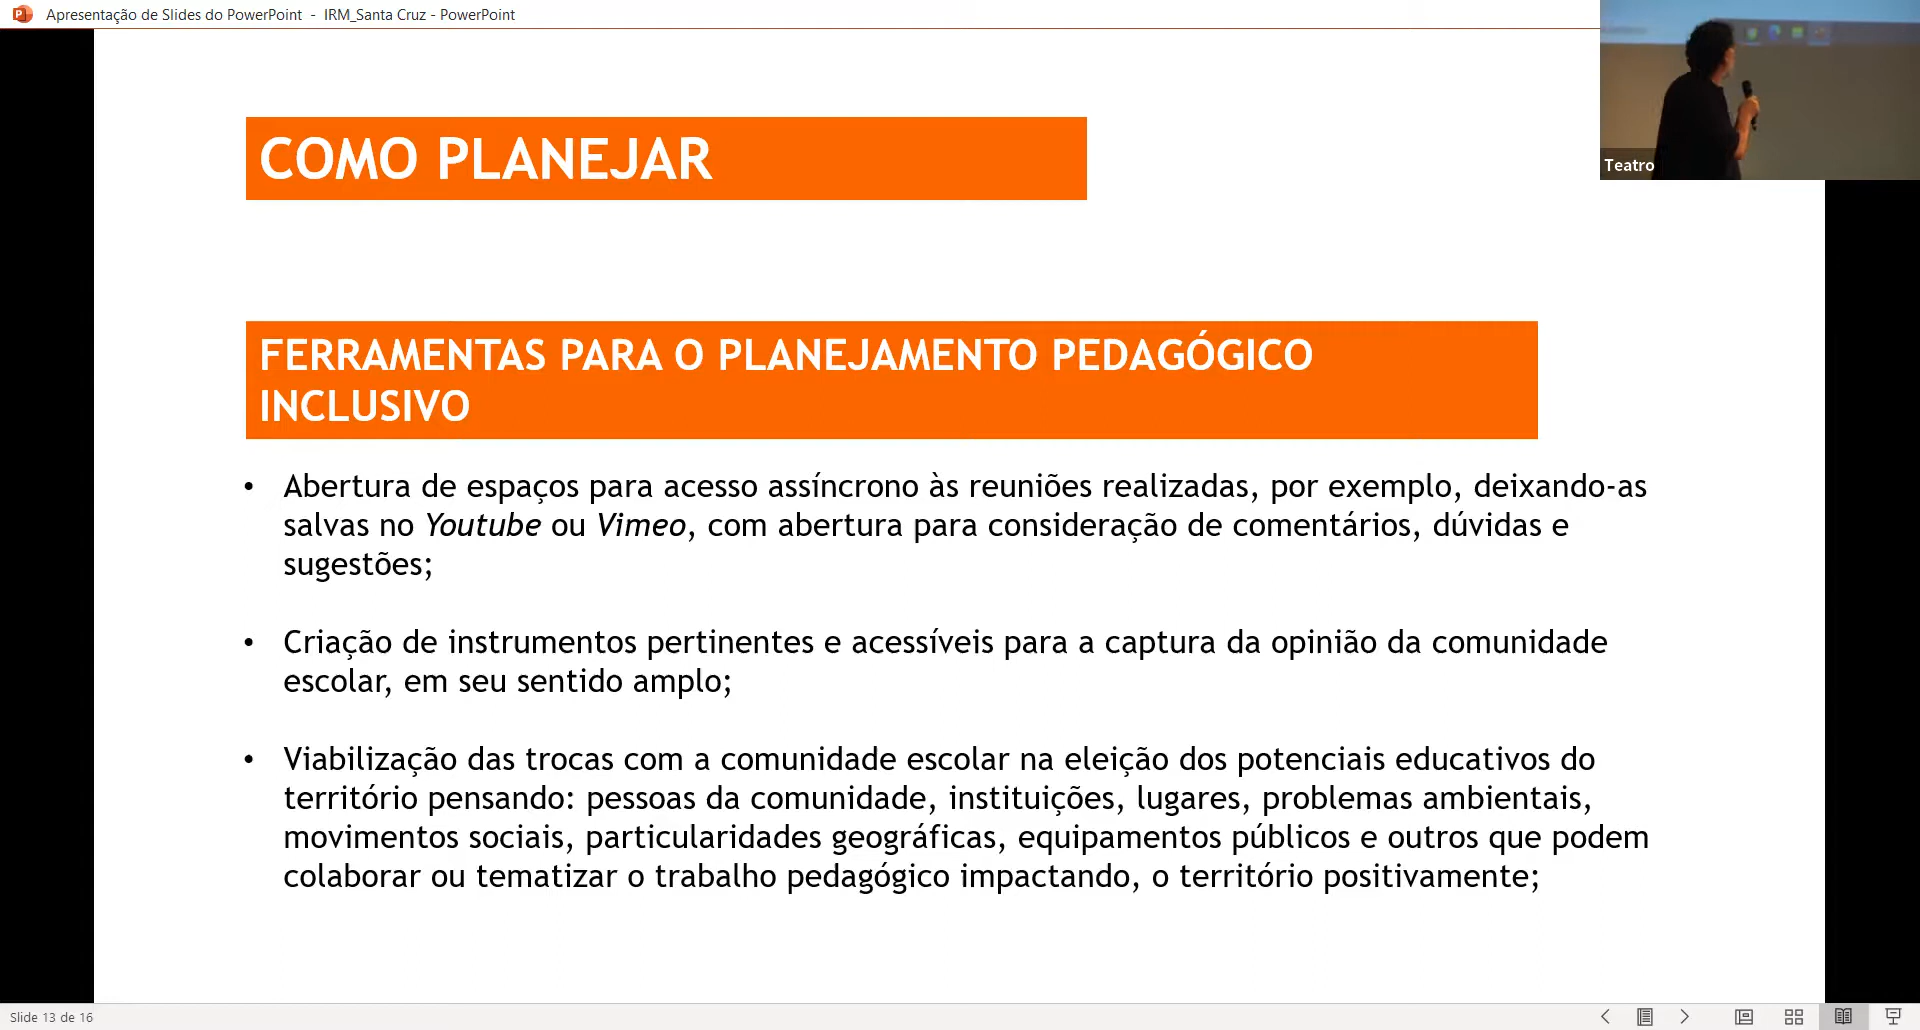 Apresentação de Slides do PowerPoint - IRM_Santa Cruz - PowerPoint
Teatro
COMO PLANEJAR
FERRAMENTAS PARA O PLANEJAMENTO PEDAGÓGICO
INCLUSIVO
• Abertura de espaços para acesso assíncrono às reuniões realizadas, por exemplo, deixando-as
salvas no Youtube ou Vimeo, com abertura para consideração de comentários, dúvidas e
sugestões;
• Criação de instrumentos pertinentes e acessíveis para a captura da opinião da comunidade
escolar, em seu sentido amplo;
• Viabilização das trocas com a comunidade escolar na eleição dos potenciais educativos do
território pensando: pessoas da comunidade, instituições, lugares, problemas ambientais,
movimentos sociais, particularidades geográficas, equipamentos públicos e outros que podem
colaborar ou tematizar o trabalho pedagógico impactando, o território positivamente;
Slide 13 de 16